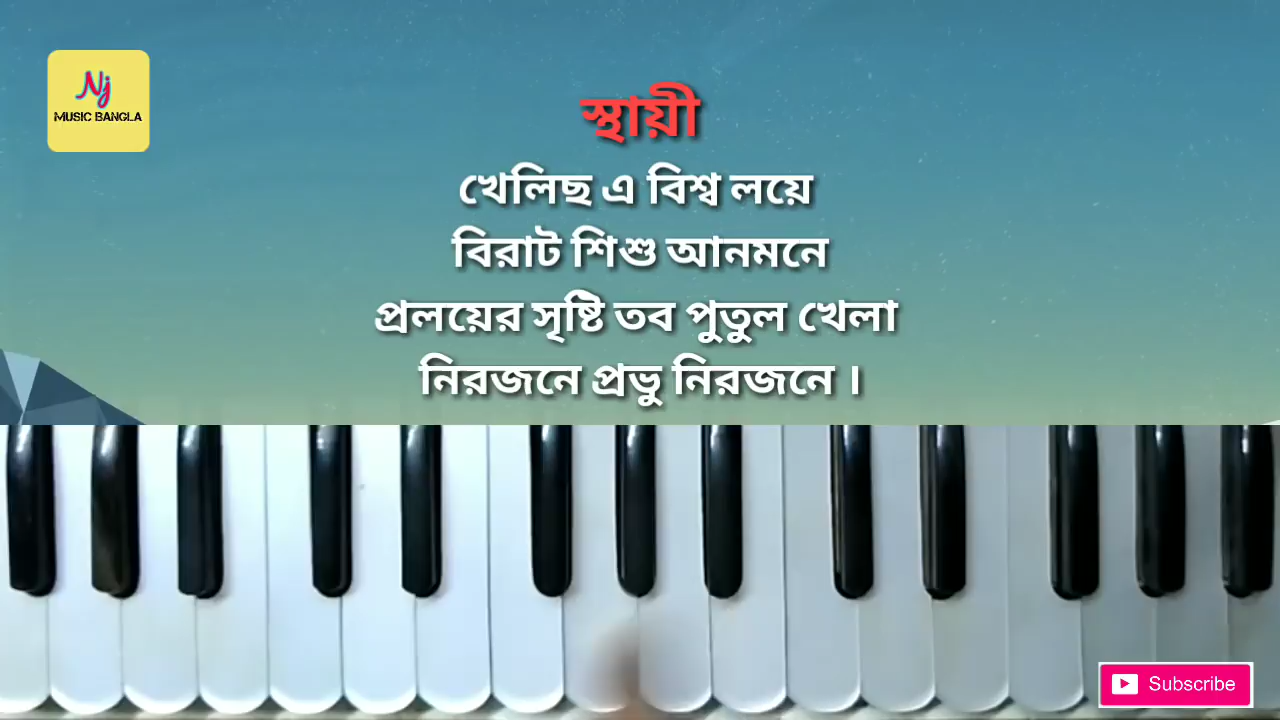 Nj
MUSIC BANGLA
স্থায়ী
খেলিছ এ বিশ্ব লয়ে
বিরাট শিশু আনমনে
প্রলয়ের সৃষ্টি তব পুতুল খেলা
নিরজনে প্রভু নিরজনে ।
Subscribe